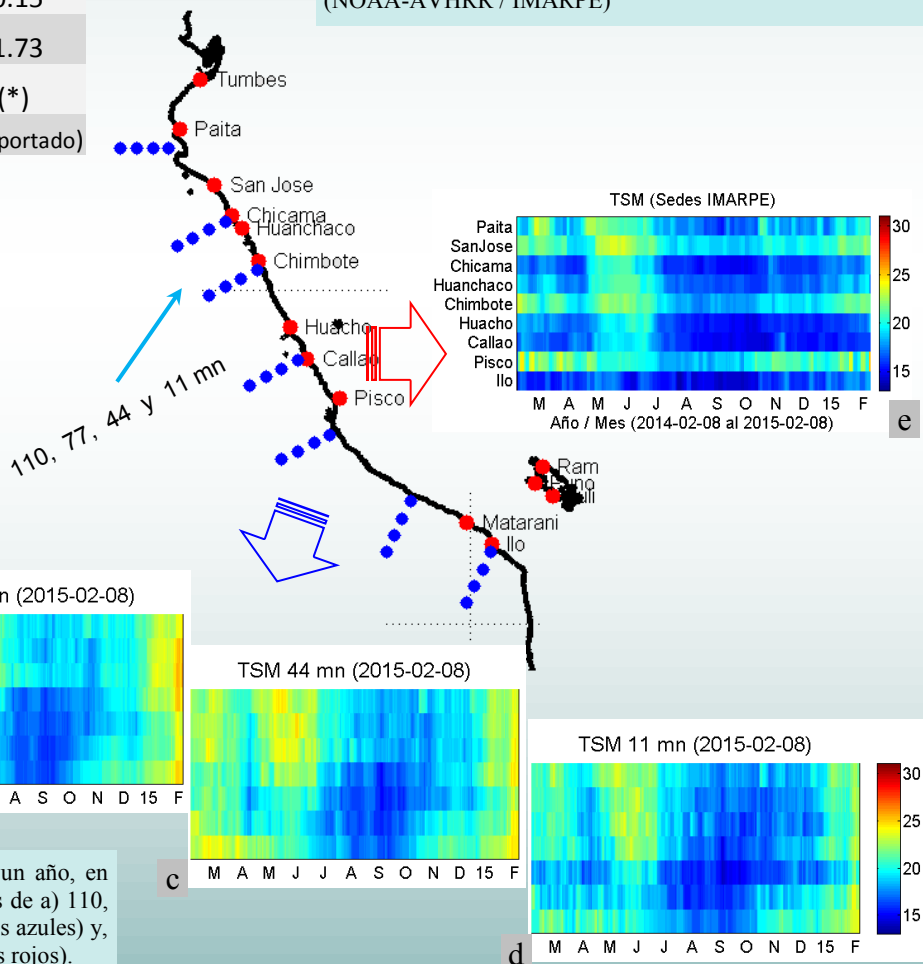 (NOAA-AVHRR / IMARPE)
1.73
(*)
portado)
Tumbes
Paita
San Jose
Chicama
Huanchaco
Chimbote
Huacho
Callao
Pisco
110, 77, 44 y 11 mn
Ram
Matarani
Ilo
TSM (Sedes IMARPE)
Paita
SanJose
Chicama
Huanchaco
Chimbote
Huacho
Callao
Pisco
Ilo
30
25
20
15
M A M J J A S O N D 15 F
Año / Mes (2014-02-08 al 2015-02-08)
e
n (2015-02-08)
A S O N D 15 F
TSM 44 mn (2015-02-08)
M A M J J A S O N D 15 F
c
TSM 11 mn (2015-02-08)
30
25
20
15
M A M J J A S O N D 15 F
d
un año, en
s de a) 110,
s azules) y,
s rojos).